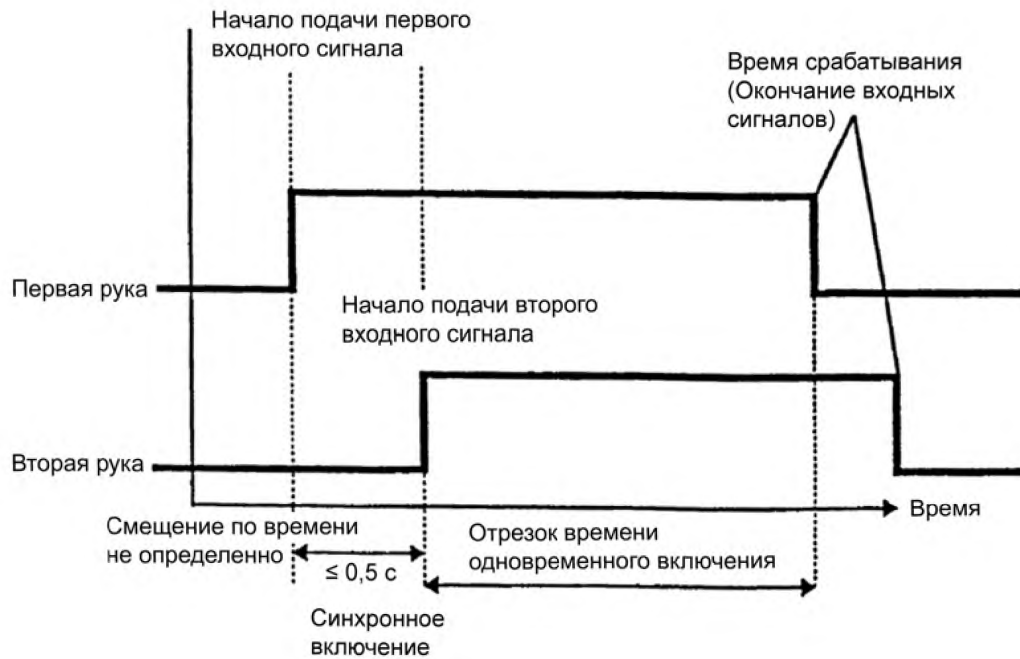 Начало подачи первого
входного сигнала
Время срабатывания
(Окончание входных
сигналов)
Первая рука
Начало подачи второго
входного сигнала
Вторая рука
Время
Смещение по времени
не определенно
≤ 0,5 с
Отрезок времени
одновременного включения
Синхронное
включение